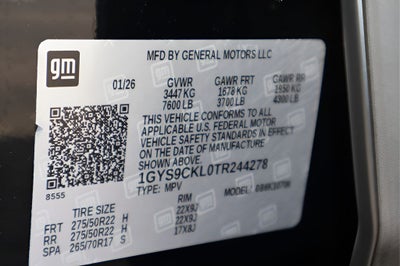 gm
MFD BY GENERAL MOTORS LLC
01/26 GVWR GAWR FRT GAWR RR
3447 KG 1678 KG 1950 KG
7600 LB 3700 LB 4300 LB
THIS VEHICLE CONFORMS TO ALL
APPLICABLE U.S. FEDERAL MOTOR
VEHICLE SAFETY STANDARDS IN
EFFECT ON THE DATE OF
MANUFACTURE SHOWN ABOVE.
1GYS9CKL0TR244278
8555 TYPE: MPV MODEL:
TIRE SIZE RIM
FRT 275/50R22 H 22X9J
RR 275/50R22 H 22X9J
SPA 265/70R17 S 17X8J